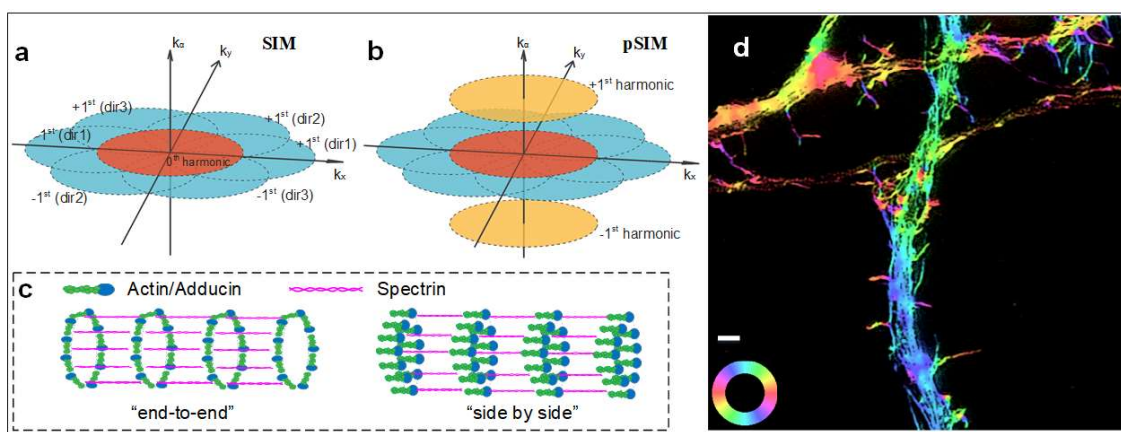 a
SIM
kα
ky
+1st (dir3)
-1st (dir1)
+1st (dir2)
+1st (dir1)
0th harmonic
kx
-1st (dir2)
-1st (dir3)
b
pSIM
kα
ky
+1st harmonic
kx
-1st harmonic
c
Actin/Adducin
Spectrin
“end-to-end”
“side by side”
d